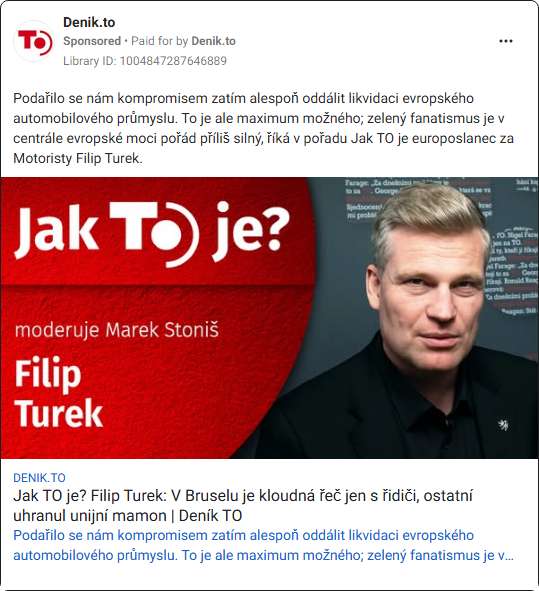 Denik.to
Sponsored • Paid for by Denik.to
Library ID: 1004847287646889
TO
Podařilo se nám kompromisem zatím alespoň oddálit likvidaci evropského
automobilového průmyslu. To je ale maximum možného; zelený fanatismus je v
centrále evropské moci pořád příliš silný, říká v pořadu Jak TO je europoslanec za
Motoristy Filip Turek.
Jak TO je?
moderuje Marek Stoniš
Filip
Turek
DENIK.TO
Jak TO je? Filip Turek: V Bruselu je kloudná řeč jen s řidiči, ostatní
uhranul unijní mamon | Deník TO
Podařilo se nám kompromisem zatím alespoň oddálit likvidaci evropského
automobilového průmyslu. To je ale maximum možného; zelený fanatismus je v...